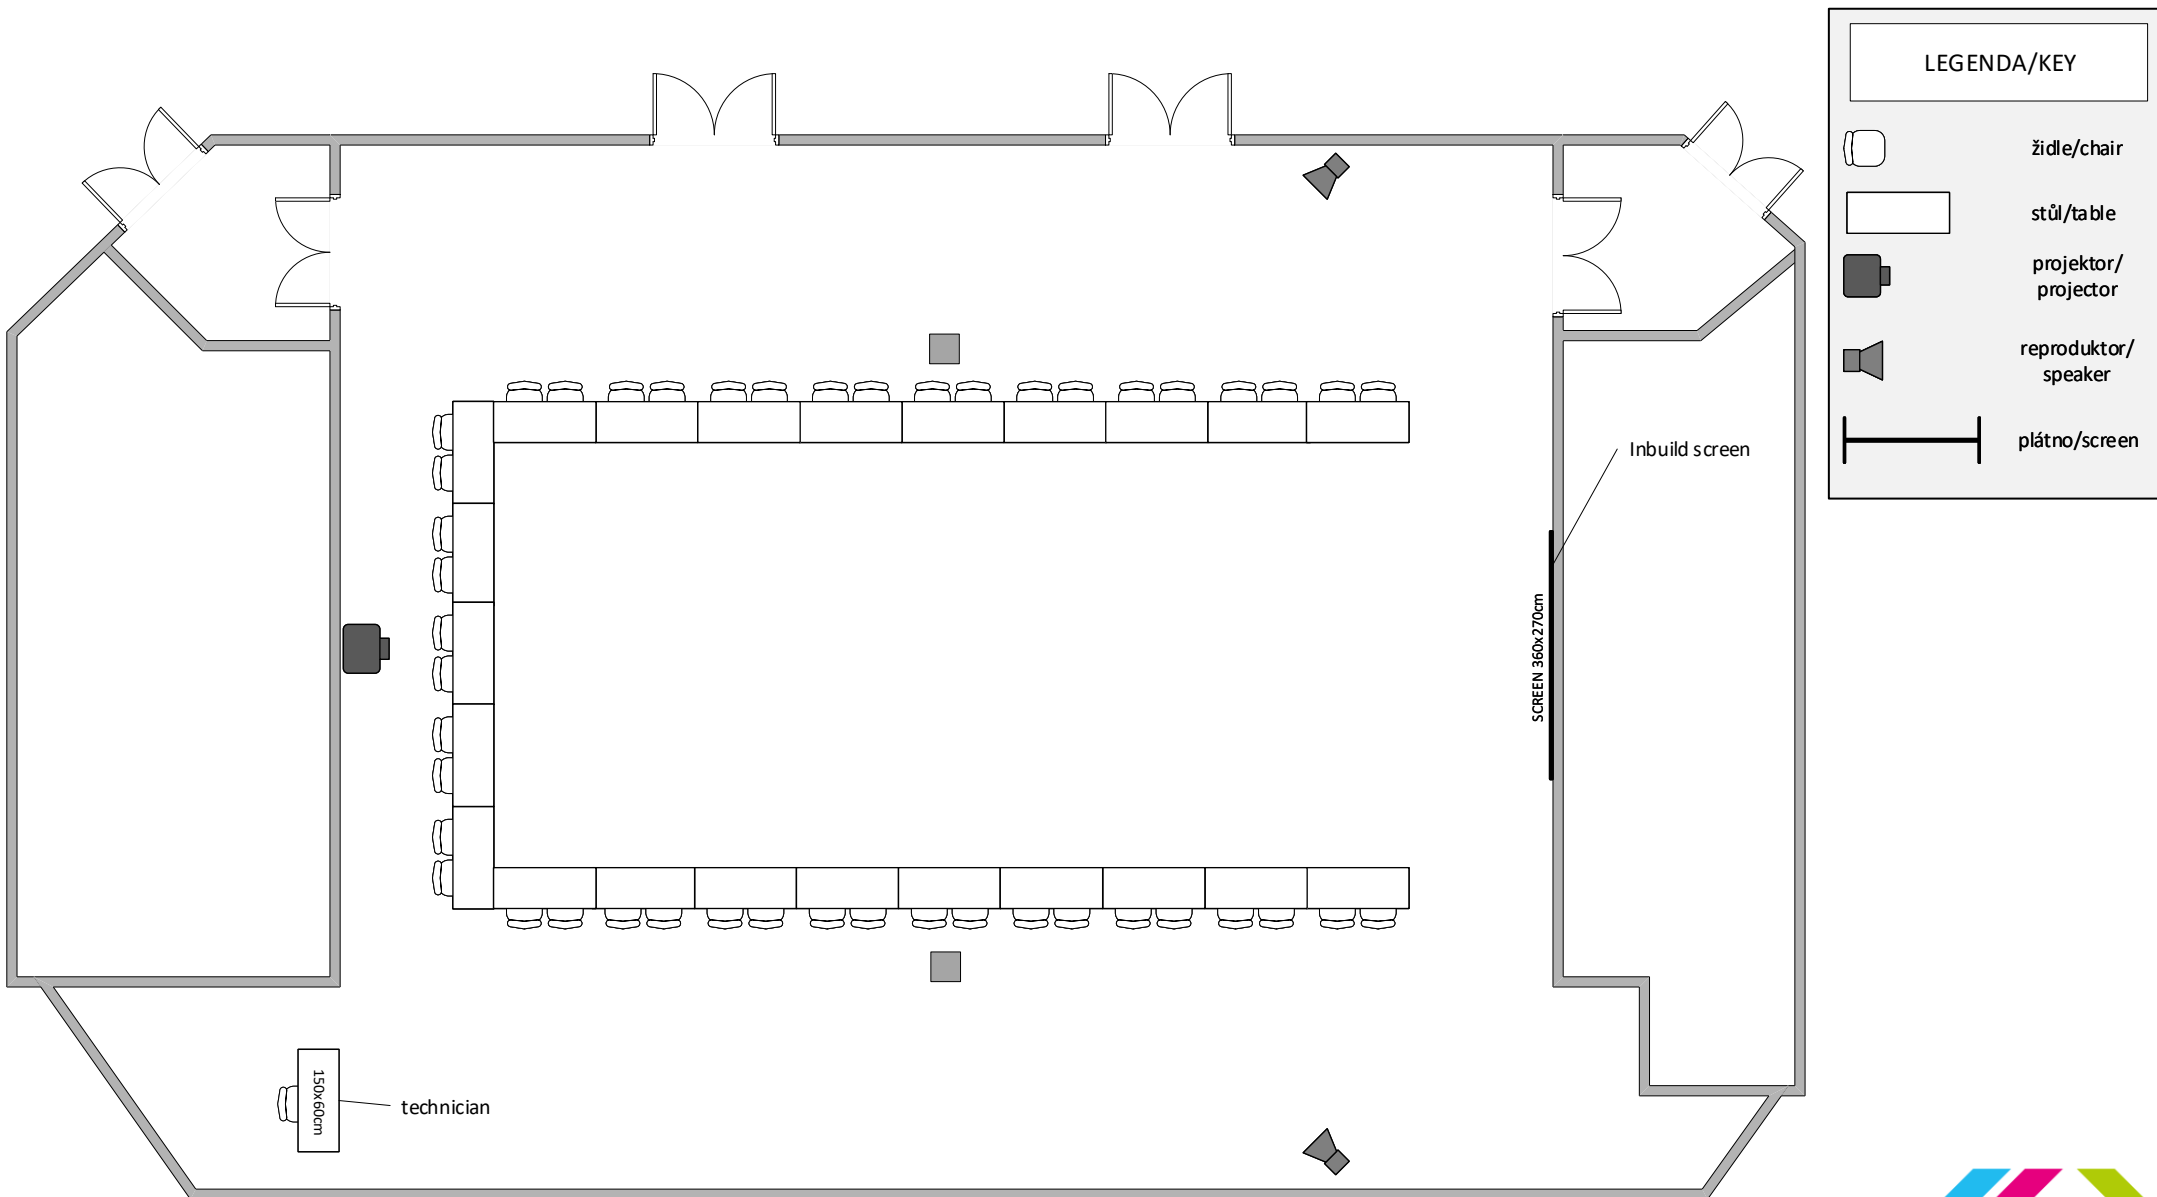 LEGENDA/KEY
židle/chair
stůl/table
projektor/
projector
reproduktor/
speaker
plátno/screen
Inbuild screen
SCREEN 360x270cm
150x60cm
technician